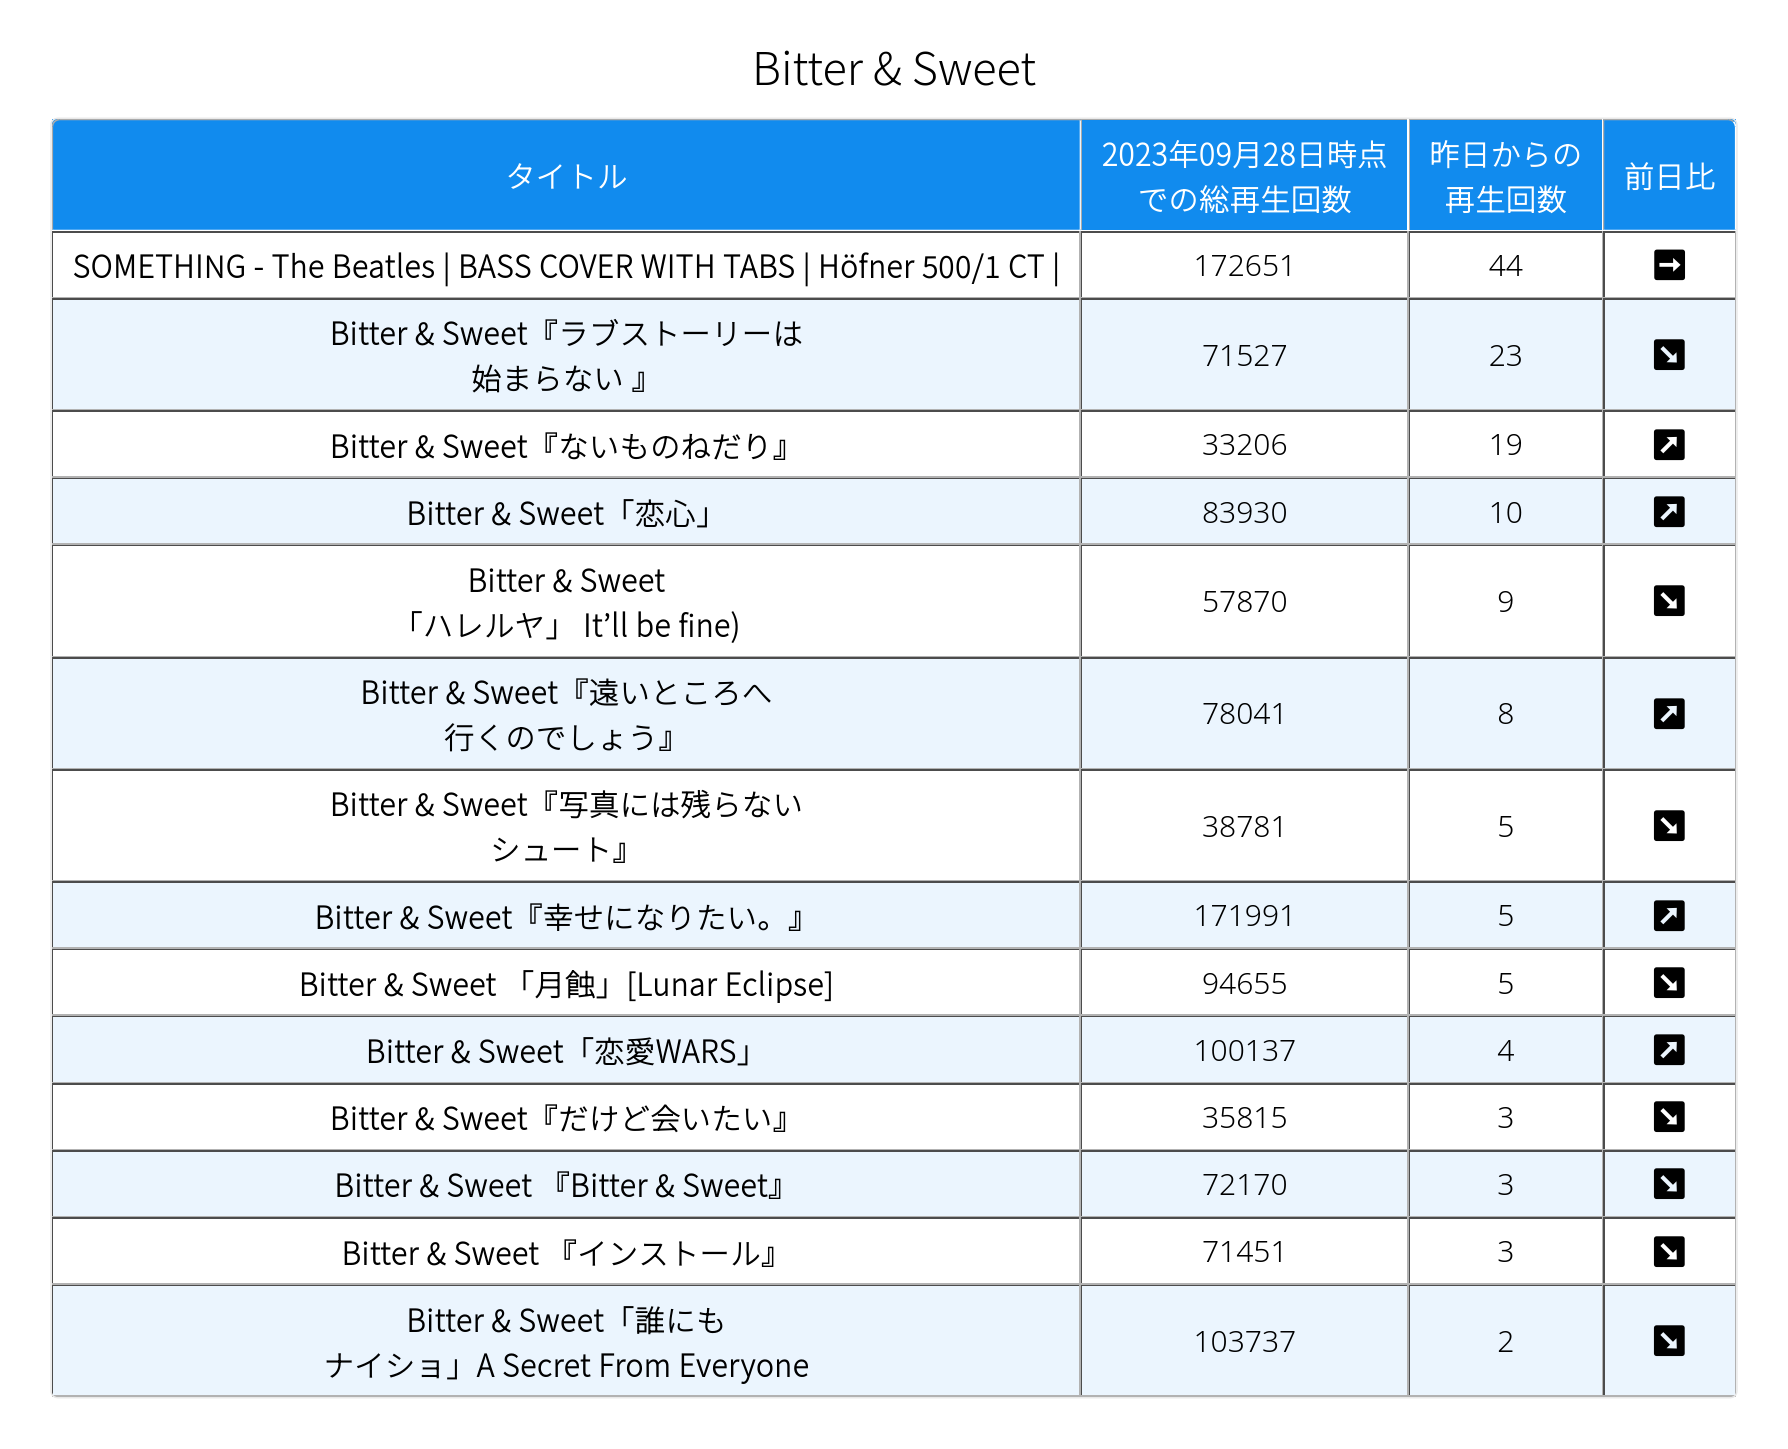 Bitter & Sweet
タイトル
2023年09月28日時点
での総再生回数
昨日からの
再生回数
前日比
SOMETHING - The Beatles | BASS COVER WITH TABS | Höfner 500/1 CT |
172651
44
Bitter & Sweet『ラブストーリーは
始まらない 』
71527
23
Bitter & Sweet『ないものねだり』
33206
19
Bitter & Sweet「恋心」
83930
10
Bitter & Sweet
「ハレルヤ」 It’ll be fine)
57870
9
Bitter & Sweet『遠いところへ
行くのでしょう』
78041
8
Bitter & Sweet『写真には残らない
シュート』
38781
5
Bitter & Sweet『幸せになりたい。』
171991
5
Bitter & Sweet 「月蝕」[Lunar Eclipse]
94655
5
Bitter & Sweet「恋愛WARS」
100137
4
Bitter & Sweet『だけど会いたい』
35815
3
Bitter & Sweet 『Bitter & Sweet』
72170
3
Bitter & Sweet 『インストール』
71451
3
Bitter & Sweet「誰にも
ナイショ」A Secret From Everyone
103737
2